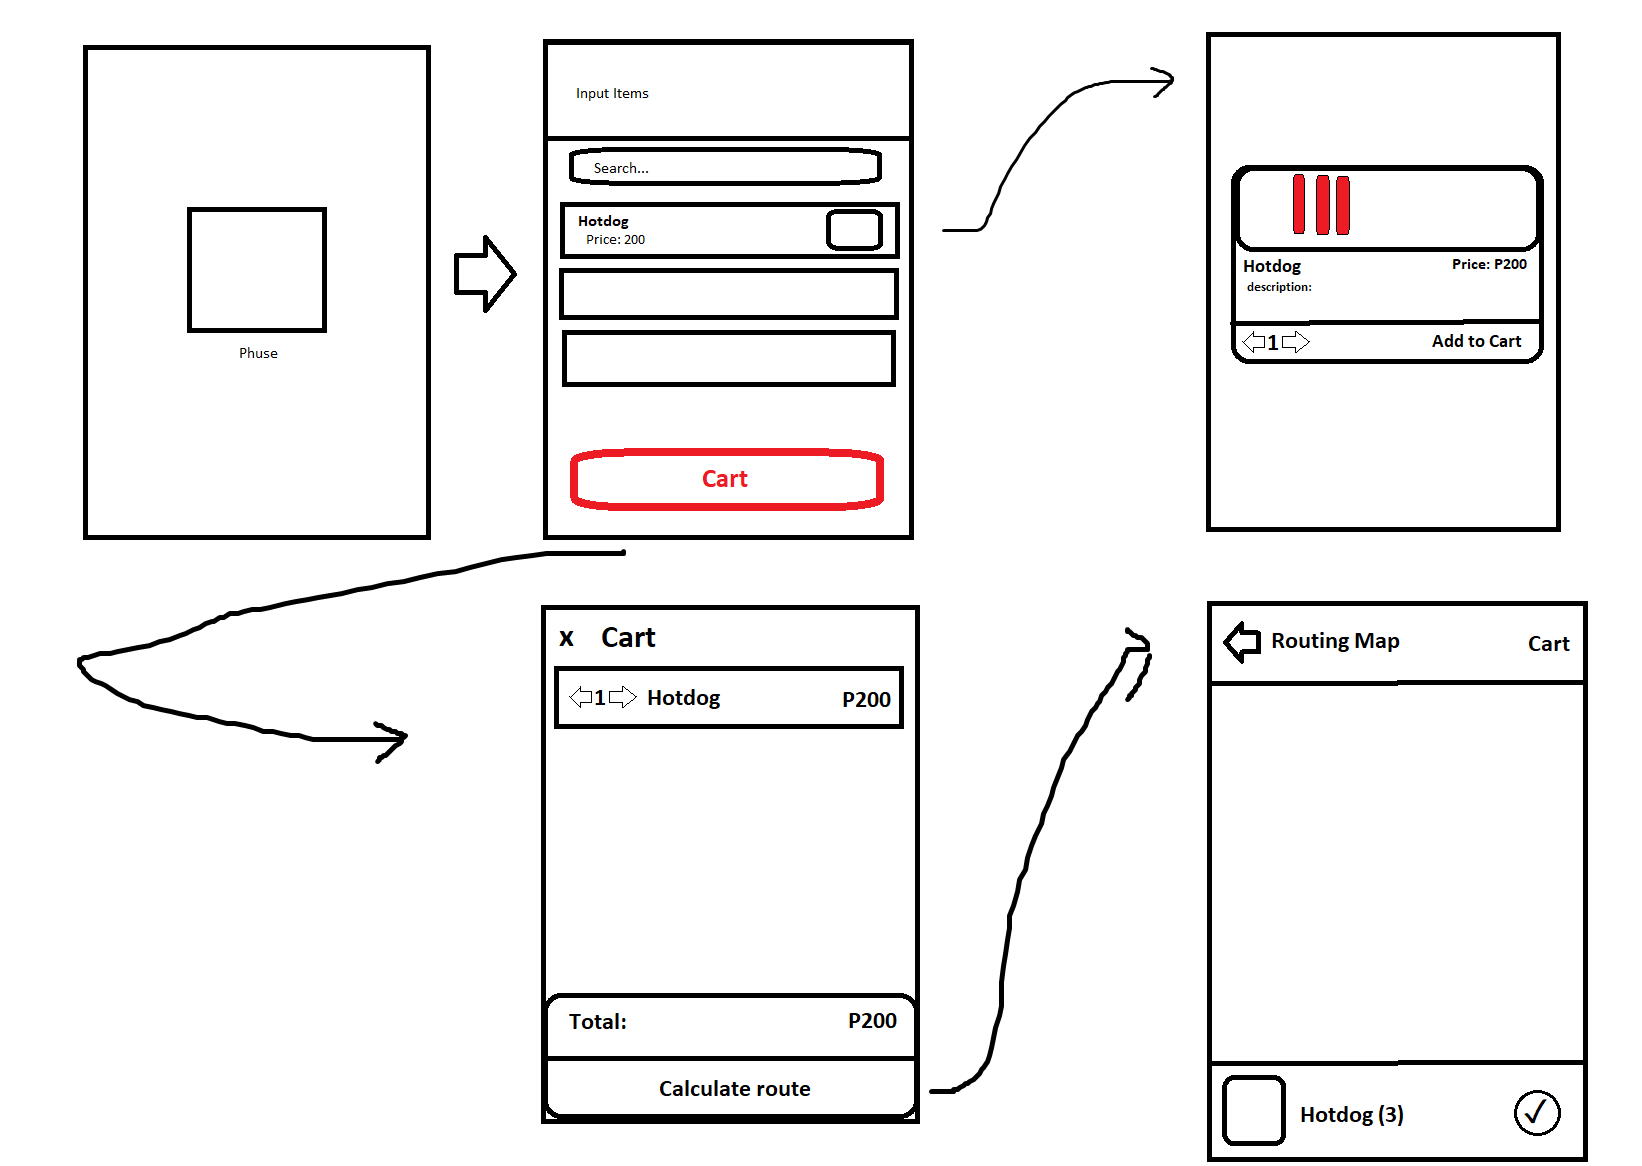 Phuse
Input Items
Search...
Hotdog
Price: 200
Cart
Hotdog
Price: P200
description:
1
Add to Cart
x Cart
1 Hotdog P200
Total: P200
Calculate route
Routing Map
Cart
Hotdog (3)